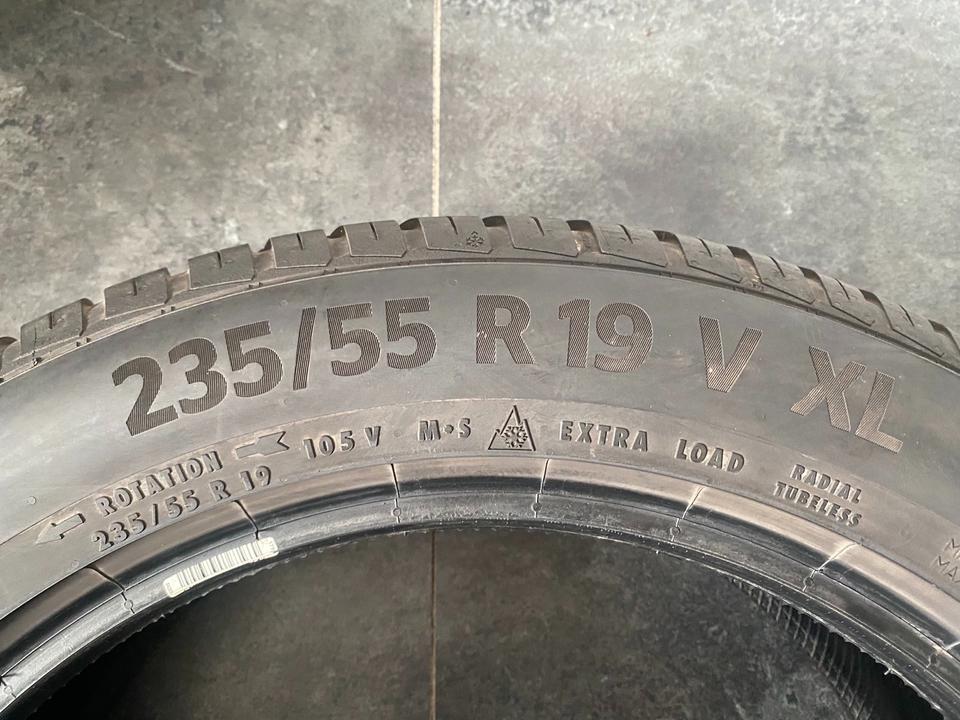 235/55 R 19 V XL
ROTATION 105 V M•S EXTRA LOAD
235/55 R 19
RADIAL
TUBELESS